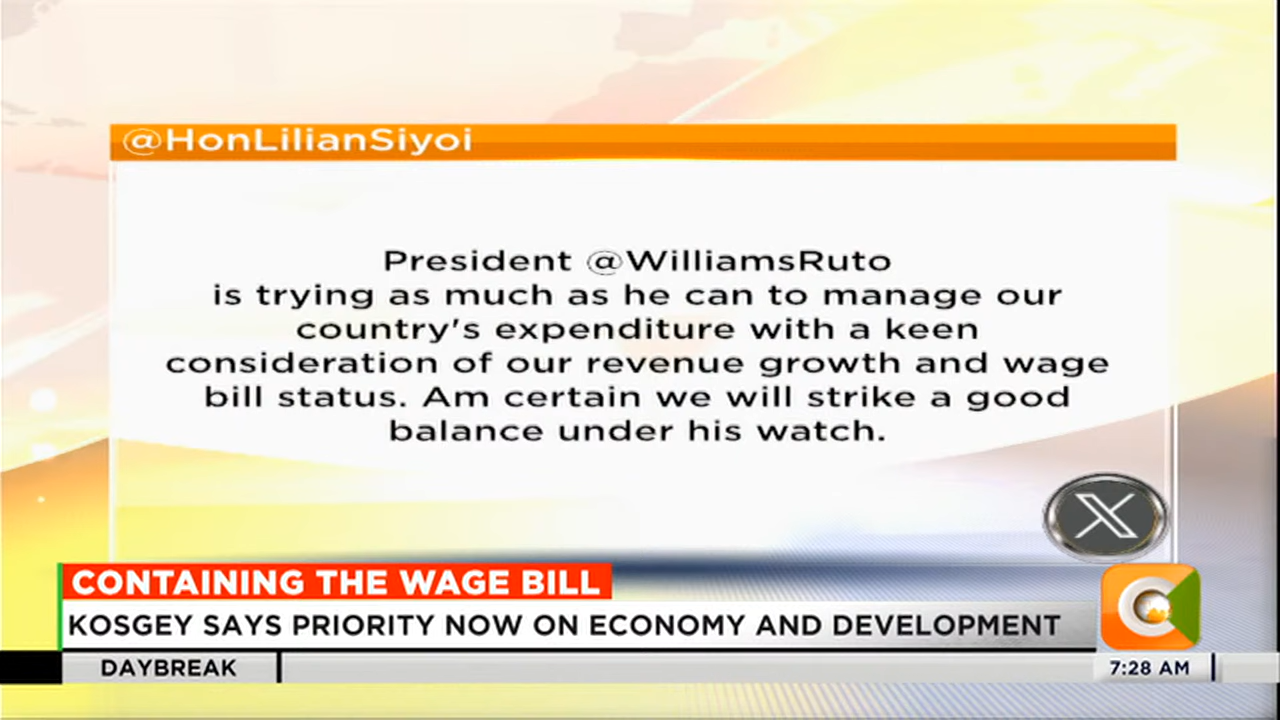 @HonLilianSiyoi
President @WilliamsRuto
is trying as much as he can to manage our
country's expenditure with a keen
consideration of our revenue growth and wage
bill status. Am certain we will strike a good
balance under his watch.
X
CONTAINING THE WAGE BILL
KOSGEY SAYS PRIORITY NOW ON ECONOMY AND DEVELOPMENT
DAYBREAK
7:28 AM